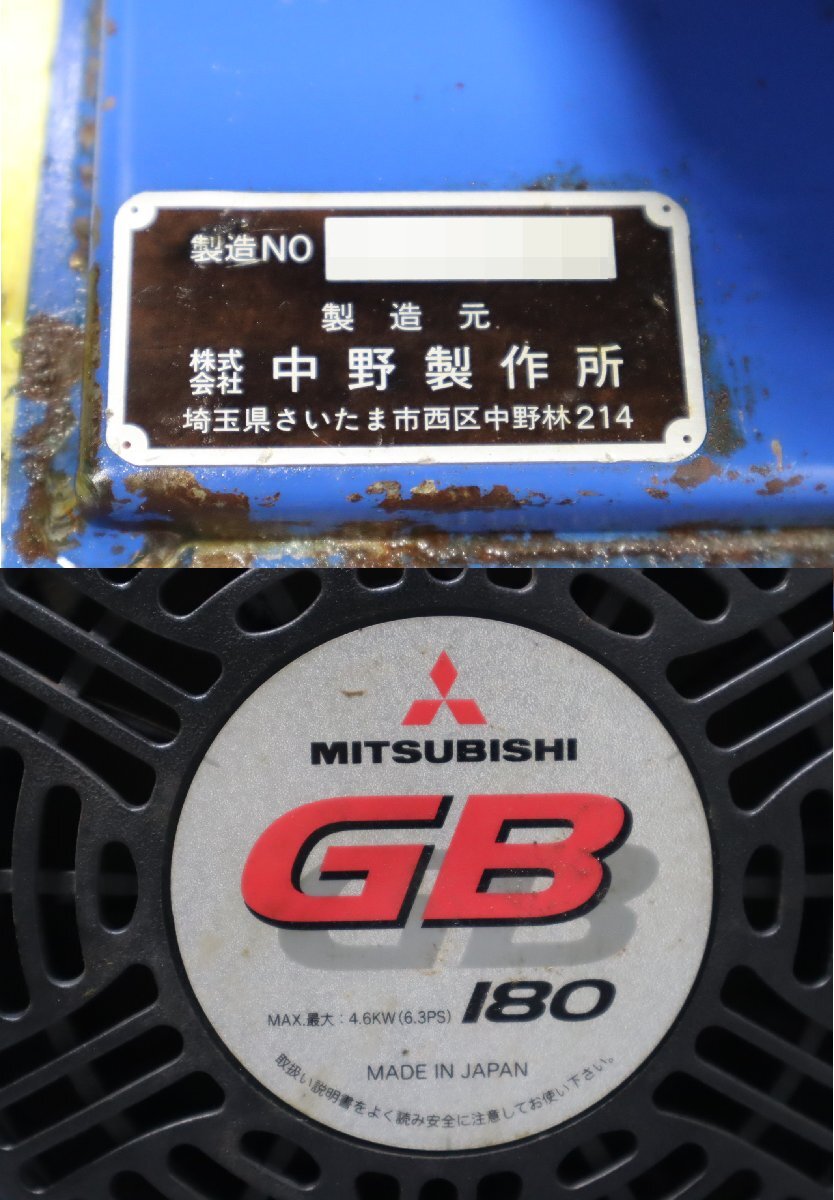 製造NO
製造元
株式会社 中野製作所
埼玉県さいたま市西区中野林214
MITSUBISHI
GB
180
MAX.最大：4.6KW(6.3PS)
MADE IN JAPAN
取扱い説明書をよく読み安全に注意してお使い下さい。